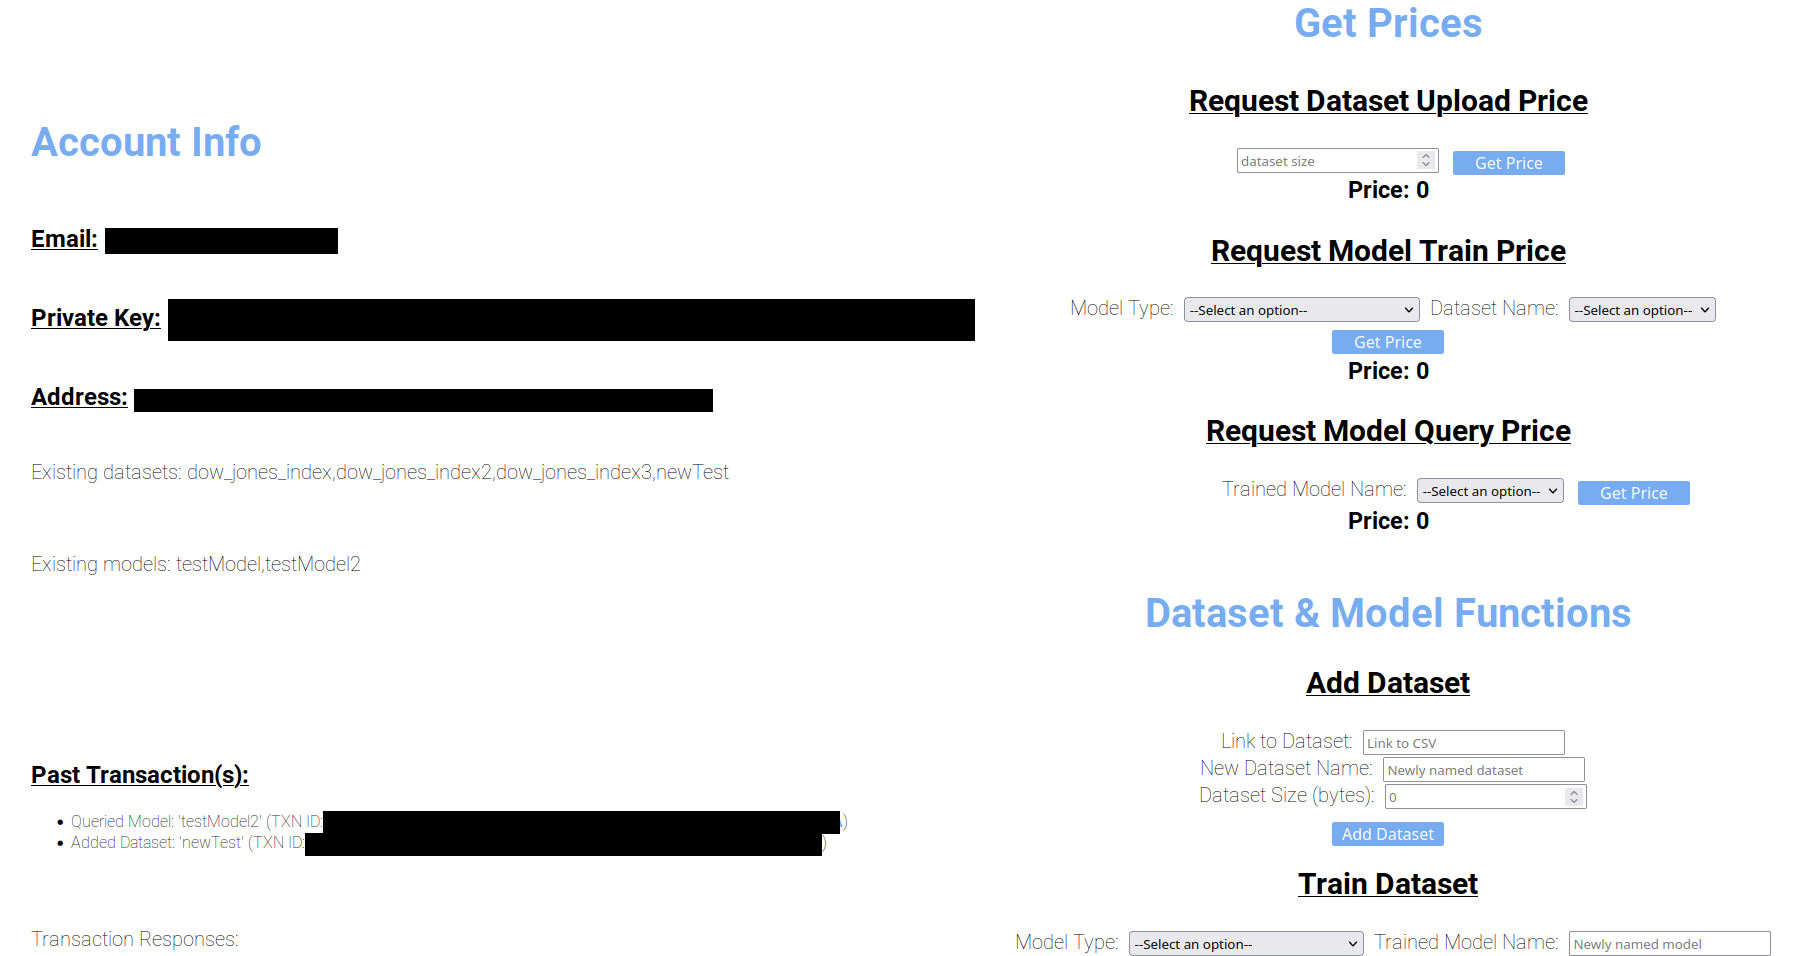 Account Info
Email:
Private Key:
Address:
Existing datasets: dow_jones_index,dow_jones_index2,dow_jones_index3,newTest
Existing models: testModel,testModel2
Past Transaction(s):
• Queried Model: 'testModel2' (TXN ID: )
• Added Dataset: 'newTest' (TXN ID: )
Transaction Responses:
Get Prices
Request Dataset Upload Price
dataset size Get Price
Price: 0
Request Model Train Price
Model Type: --Select an option-- Dataset Name: --Select an option--
Get Price
Price: 0
Request Model Query Price
Trained Model Name: --Select an option-- Get Price
Price: 0
Dataset & Model Functions
Add Dataset
Link to Dataset: Link to CSV
New Dataset Name: Newly named dataset
Dataset Size (bytes): 0
Add Dataset
Train Dataset
Model Type: --Select an option-- Trained Model Name: Newly named model